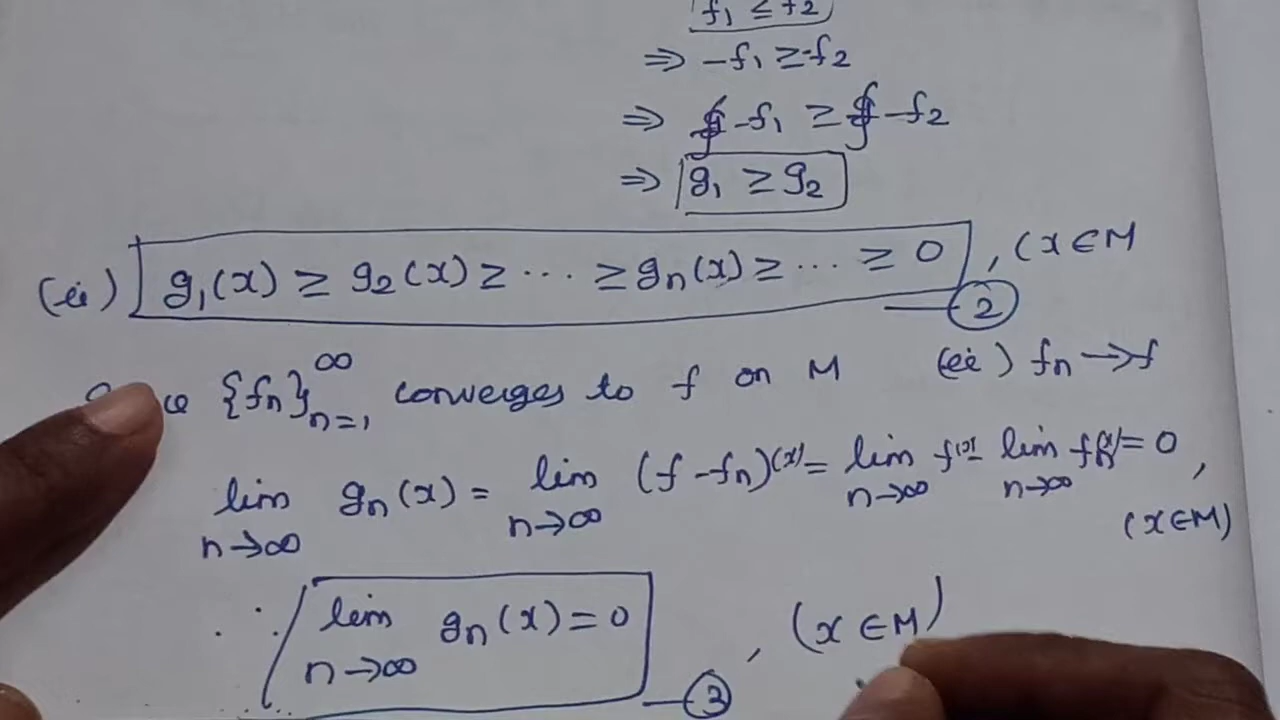 f₁ ≤ f₂
⇒ -f₁ ≥ -f₂
⇒ -f₁ ≥ -f₂
⇒ g₁ ≥ g₂
(ie) g₁(x) ≥ g₂(x) ≥ ... ≥ gₙ(x) ≥ ... ≥ 0, (x ∈ M
②
{fₙ}ₙ₌₁^∞ converges to f on M (ie) fₙ → f
lim n→∞ gₙ(x) = lim n→∞ (f - fₙ)(x) = lim n→∞ f(x) - lim n→∞ fₙ(x) = 0,
(x ∈ M)
∴ lim n→∞ gₙ(x) = 0, (x ∈ M)
③